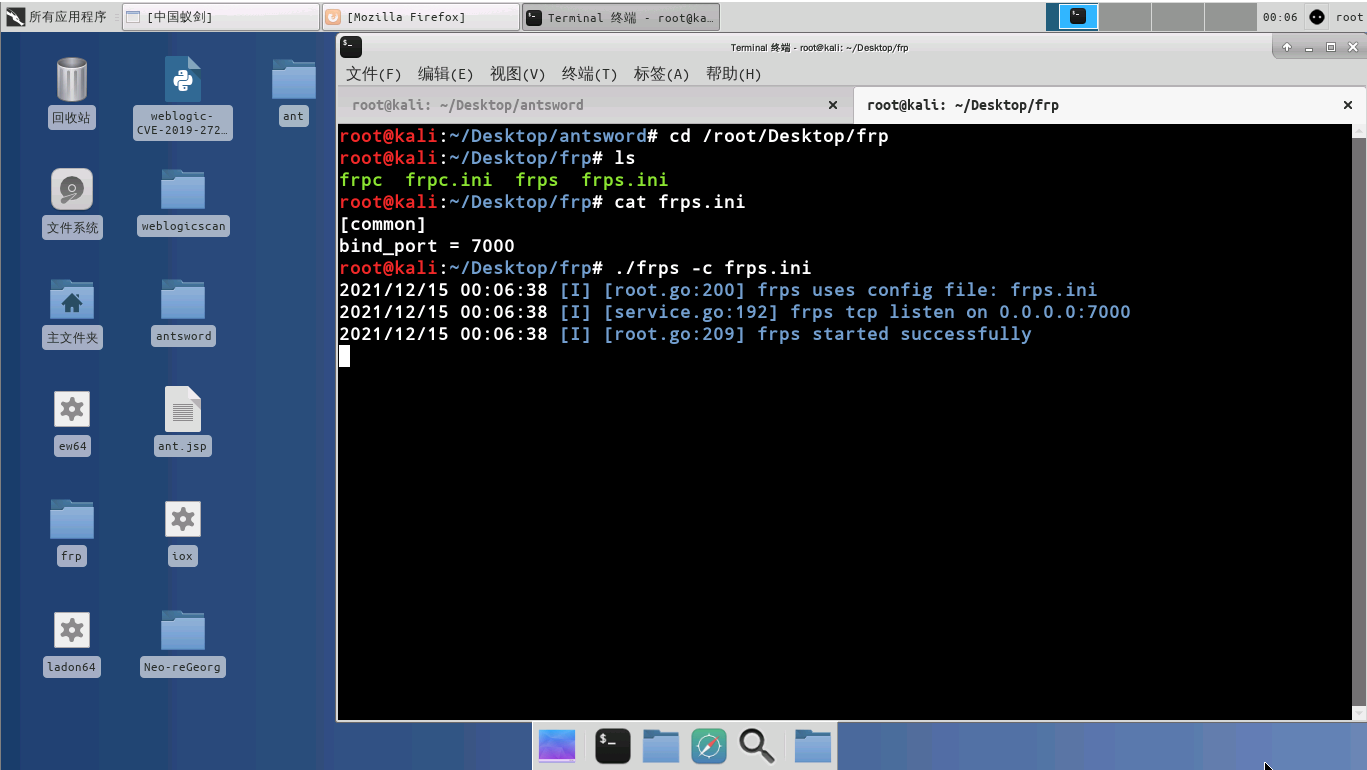 所有应用程序
[中国蚁剑]
[Mozilla Firefox]
Terminal 终端 - root@ka…
00:06
root
回收站
weblogic-
CVE-2019-272…
ant
文件系统
weblogicscan
主文件夹
antsword
ew64
ant.jsp
frp
iox
ladon64
Neo-reGeorg
Terminal 终端 - root@kali: ~/Desktop/frp
文件(F) 编辑(E) 视图(V) 终端(T) 标签(A) 帮助(H)
root@kali: ~/Desktop/antsword
root@kali: ~/Desktop/frp
root@kali:~/Desktop/antsword# cd /root/Desktop/frp
root@kali:~/Desktop/frp# ls
frpc frpc.ini frps frps.ini
root@kali:~/Desktop/frp# cat frps.ini
[common]
bind_port = 7000
root@kali:~/Desktop/frp# ./frps -c frps.ini
2021/12/15 00:06:38 [I] [root.go:200] frps uses config file: frps.ini
2021/12/15 00:06:38 [I] [service.go:192] frps tcp listen on 0.0.0.0:7000
2021/12/15 00:06:38 [I] [root.go:209] frps started successfully